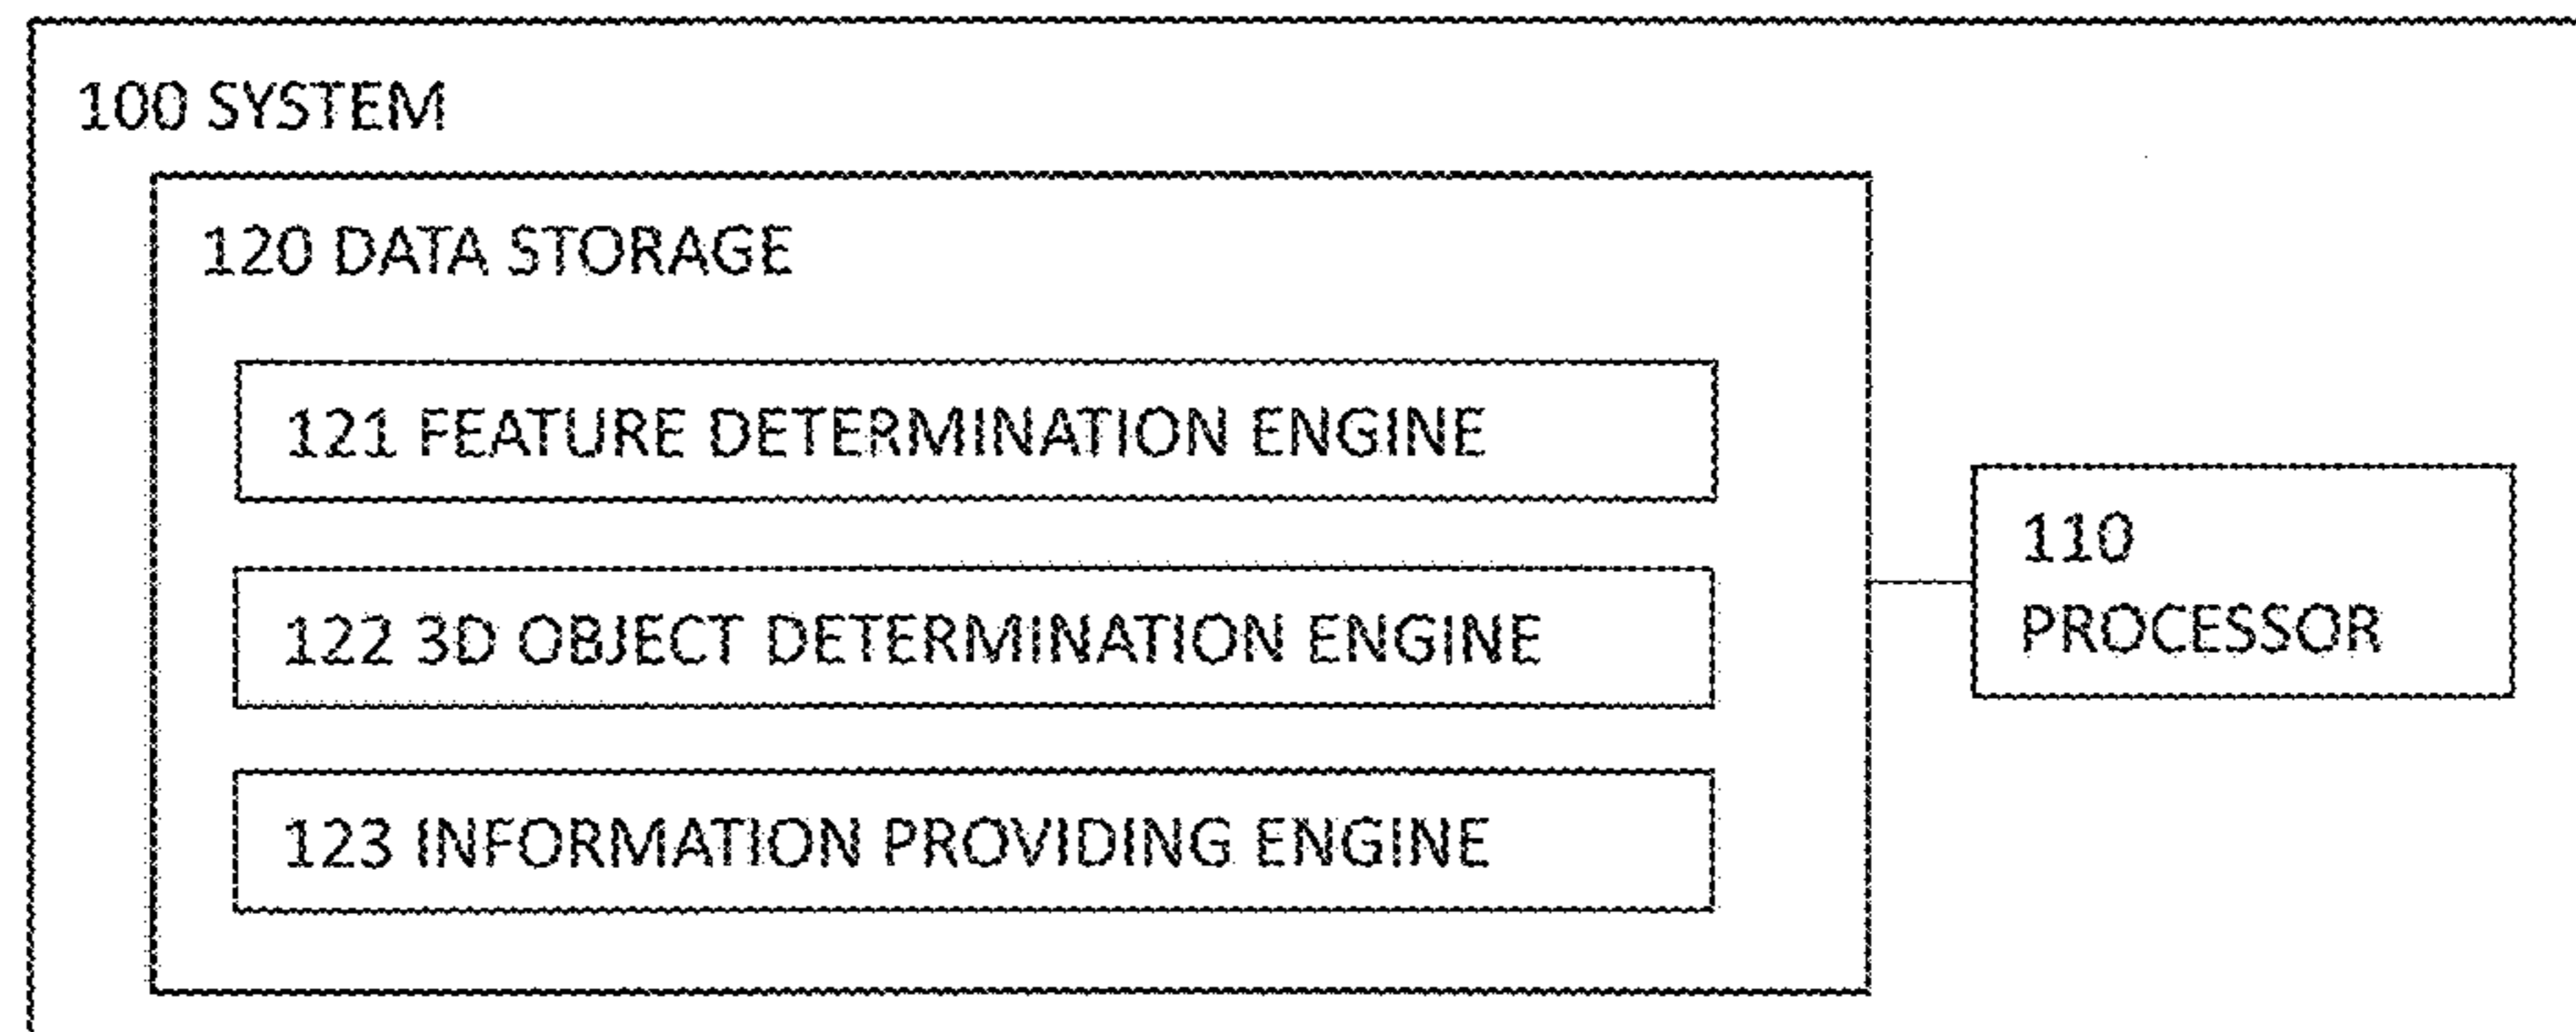 100 SYSTEM
120 DATA STORAGE
121 FEATURE DETERMINATION ENGINE
122 3D OBJECT DETERMINATION ENGINE
123 INFORMATION PROVIDING ENGINE
110
PROCESSOR